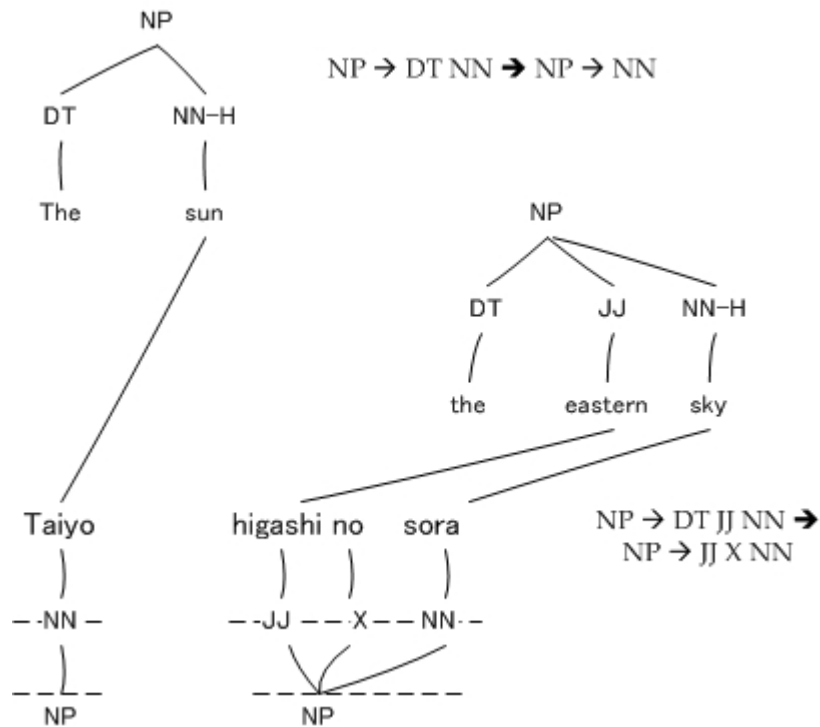 NP
NP → DT NN ➔ NP → NN
DT NN-H
The sun
NP
DT JJ NN-H
the eastern sky
Taiyo higashi no sora
NP → DT JJ NN ➔
NP → JJ X NN
NN JJ X NN
NP NP